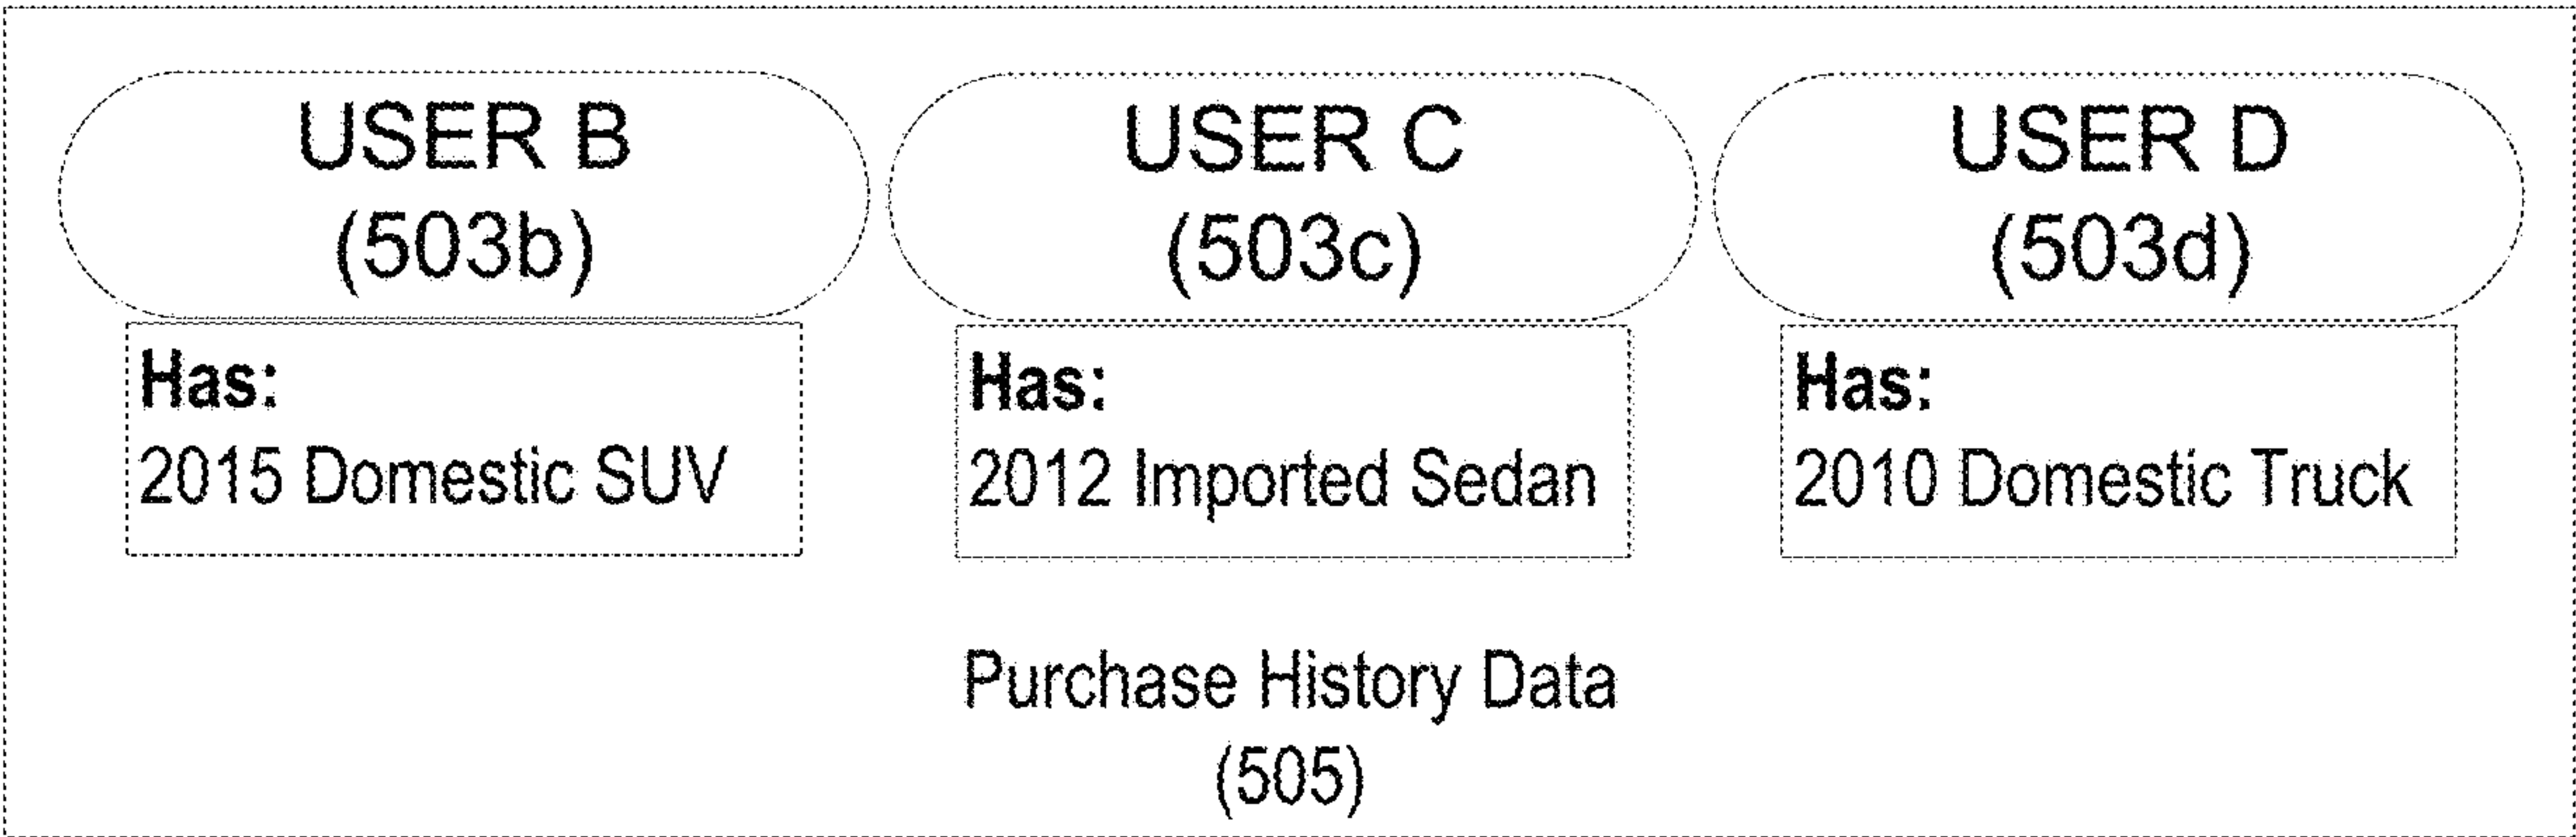 USER B
(503b)
Has:
2015 Domestic SUV
USER C
(503c)
Has:
2012 Imported Sedan
USER D
(503d)
Has:
2010 Domestic Truck
Purchase History Data
(505)